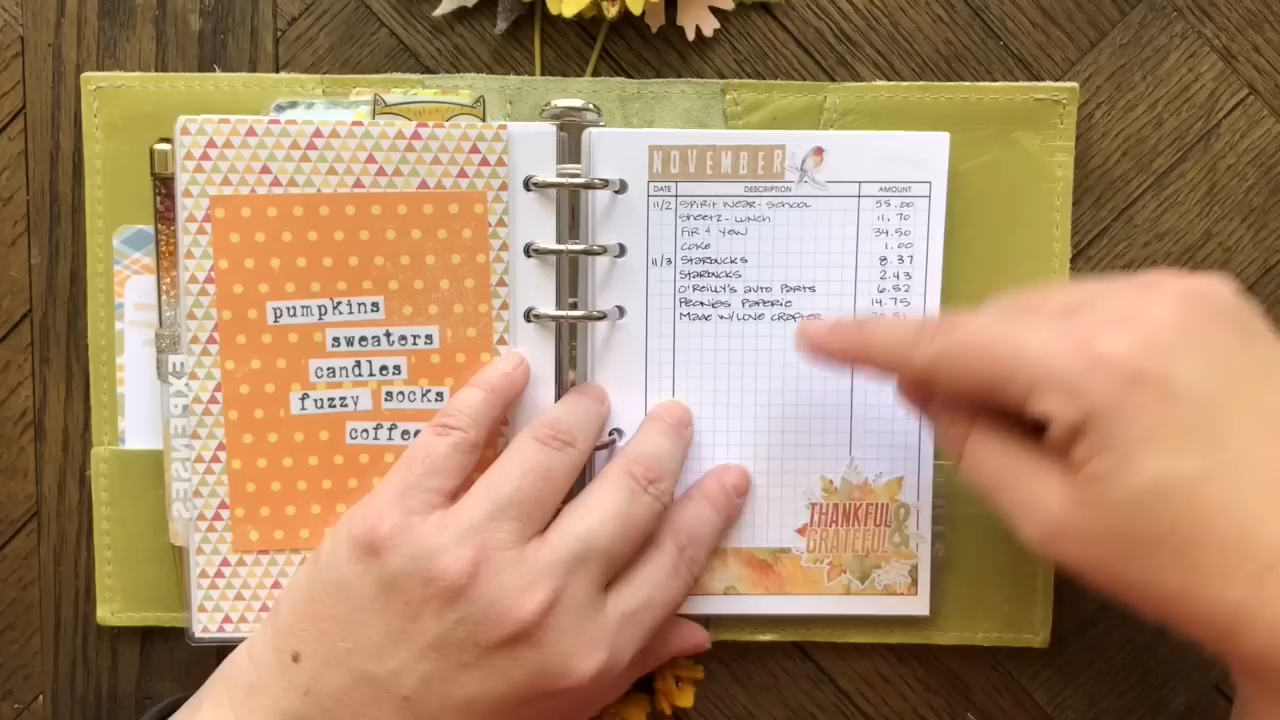 pumpkins
sweaters
candles
fuzzy socks
coffee
EXPENSES
NOVEMBER
DATE DESCRIPTION AMOUNT
11/2 SPIRIT WEAR - SCHOOL 55.00
SHEETZ - LUNCH 11.70
FIR & YEW 34.50
COKE 1.00
11/3 STARBUCKS 8.37
STARBUCKS 2.43
O'REILLY'S AUTO PARTS 6.52
PEONIES PAPERIE 14.75
MADE W/LOVE CRAFTER
THANKFUL &
GRATEFUL